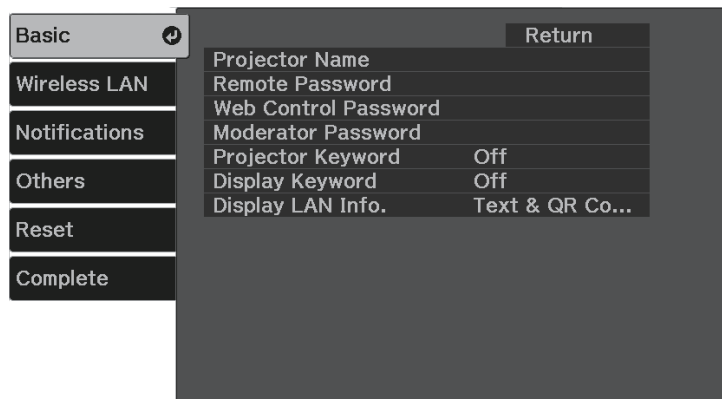 Basic
Wireless LAN
Notifications
Others
Reset
Complete
Return
Projector Name
Remote Password
Web Control Password
Moderator Password
Projector Keyword Off
Display Keyword Off
Display LAN Info. Text & QR Co...